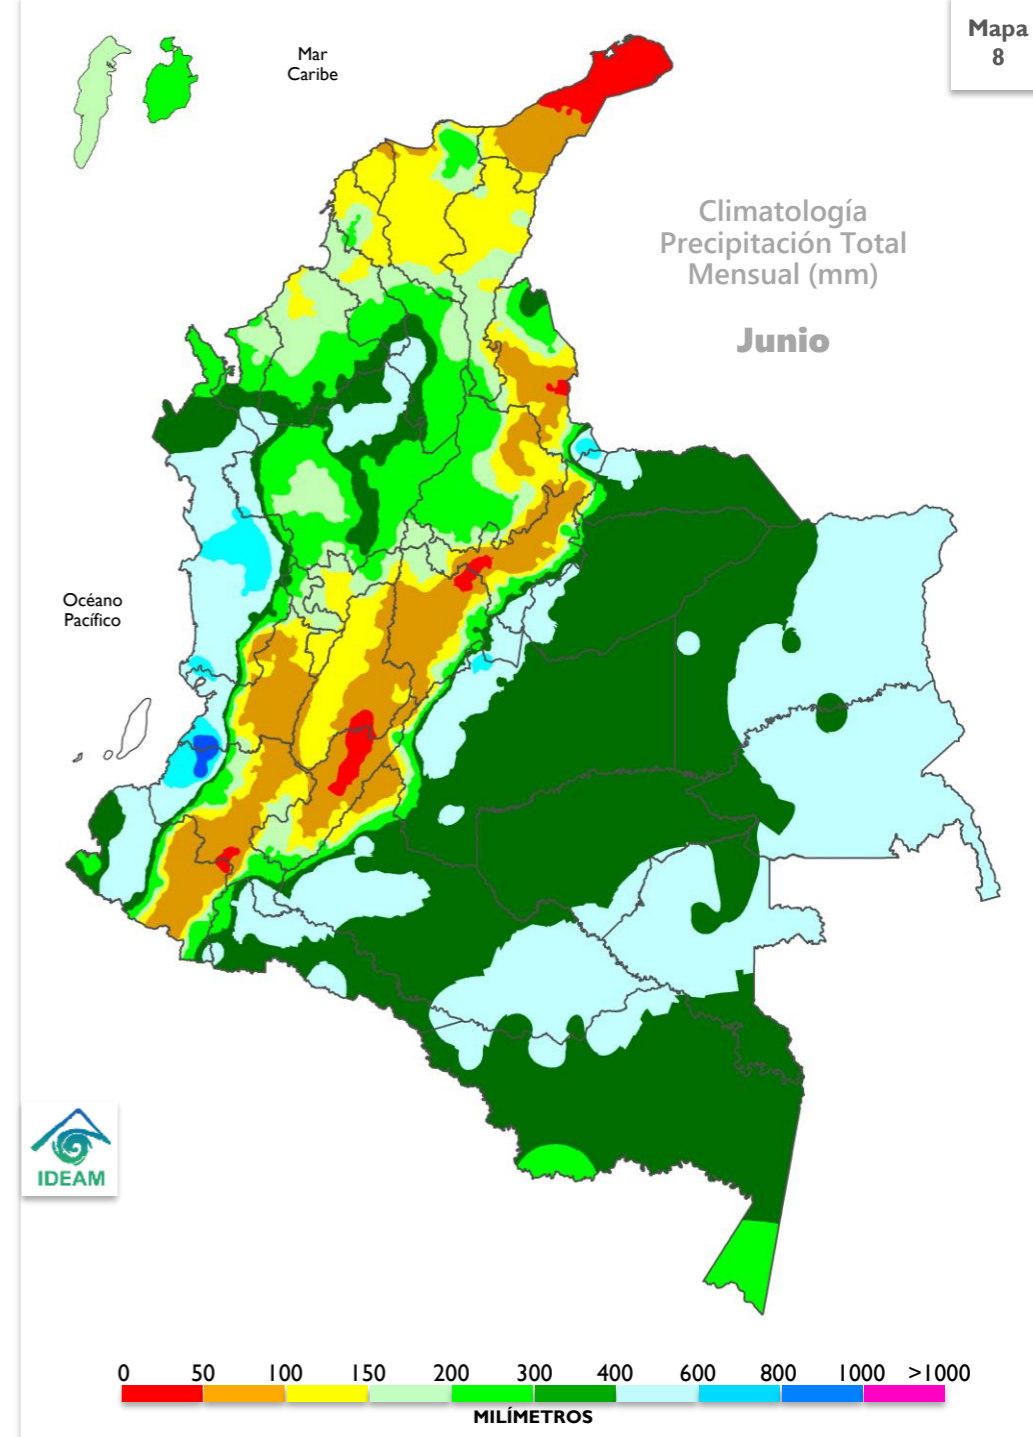 Mapa
8
Mar
Caribe
Climatología
Precipitación Total
Mensual (mm)
Junio
Océano
Pacífico
IDEAM
0 50 100 150 200 300 400 600 800 1000 >1000
MILÍMETROS